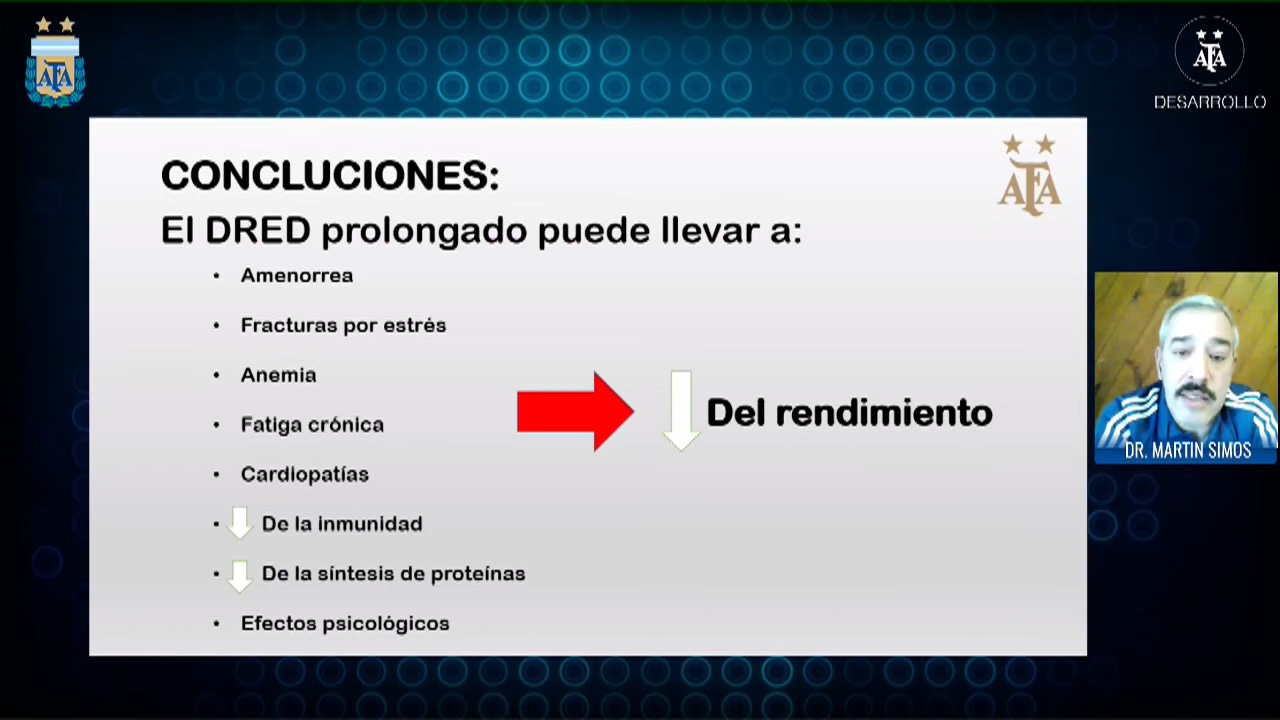 AFA
AFA
DESARROLLO
AFA
CONCLUCIONES:
El DRED prolongado puede llevar a:
• Amenorrea
• Fracturas por estrés
• Anemia
• Fatiga crónica
• Cardiopatías
• De la inmunidad
• De la síntesis de proteínas
• Efectos psicológicos
Del rendimiento
DR. MARTIN SIMOS